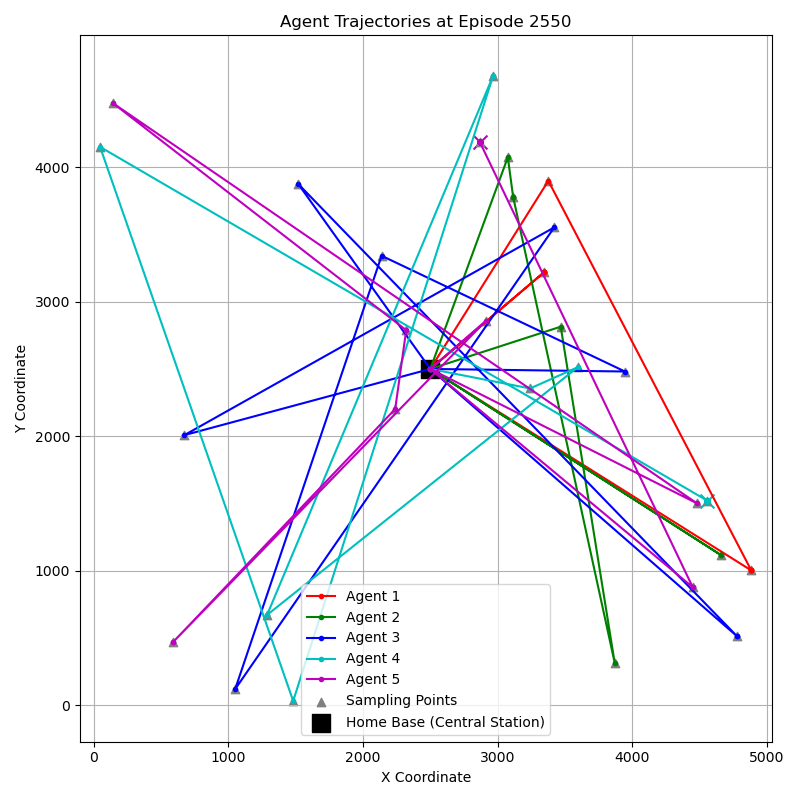 Agent Trajectories at Episode 2550
Y Coordinate
4000
3000
2000
1000
0
Agent 1
Agent 2
Agent 3
Agent 4
Agent 5
Sampling Points
Home Base (Central Station)
0 1000 2000 3000 4000 5000
X Coordinate